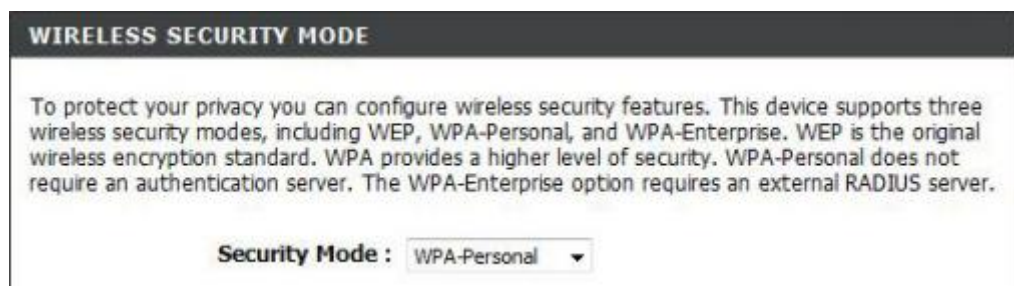 WIRELESS SECURITY MODE
To protect your privacy you can configure wireless security features. This device supports three
wireless security modes, including WEP, WPA-Personal, and WPA-Enterprise. WEP is the original
wireless encryption standard. WPA provides a higher level of security. WPA-Personal does not
require an authentication server. The WPA-Enterprise option requires an external RADIUS server.
Security Mode : WPA-Personal